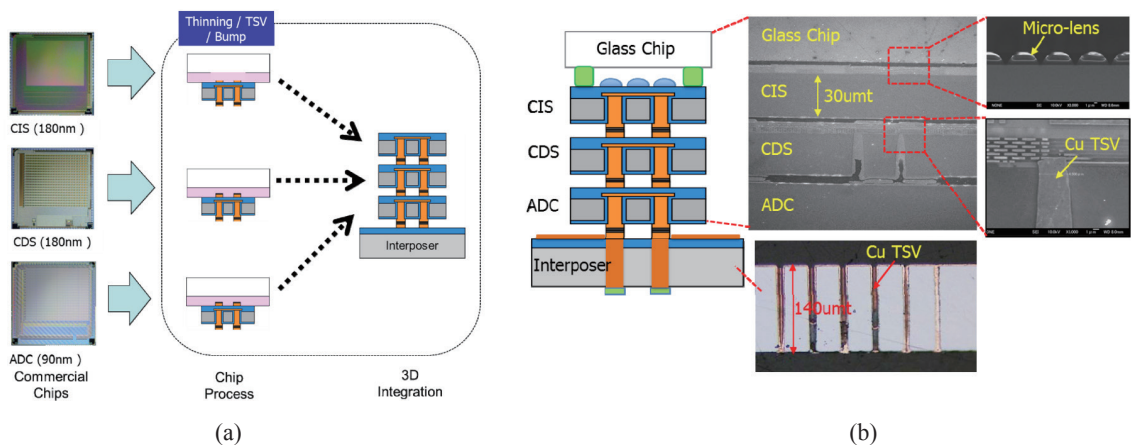 Thinning / TSV
/ Bump
CIS (180nm )
CDS (180nm )
ADC (90nm )
Commercial
Chips
Chip
Process
Interposer
3D
Integration
(a)
Glass Chip
CIS
CDS
ADC
Interposer
Glass Chip
CIS
30umt
CDS
ADC
Micro-lens
Cu TSV
Cu TSV
140umt
(b)